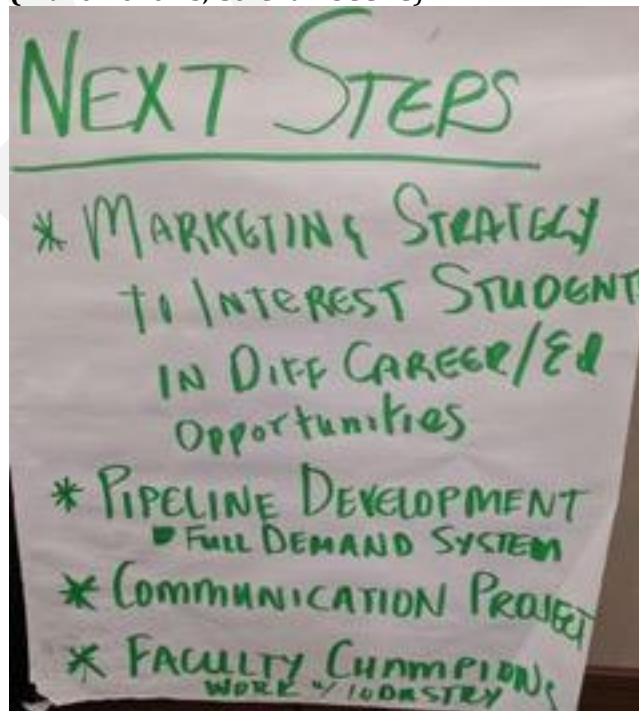 NEXT STEPS
* MARKETING STRATEGY
TO INTEREST STUDENT
IN DIFF CAREER/ED
Opportunities
* PIPELINE DEVELOPMENT
▪ FULL DEMAND SYSTEM
* COMMUNICATION PROJECT
* FACULTY CHAMPIONS
WORK W/ INDUSTRY